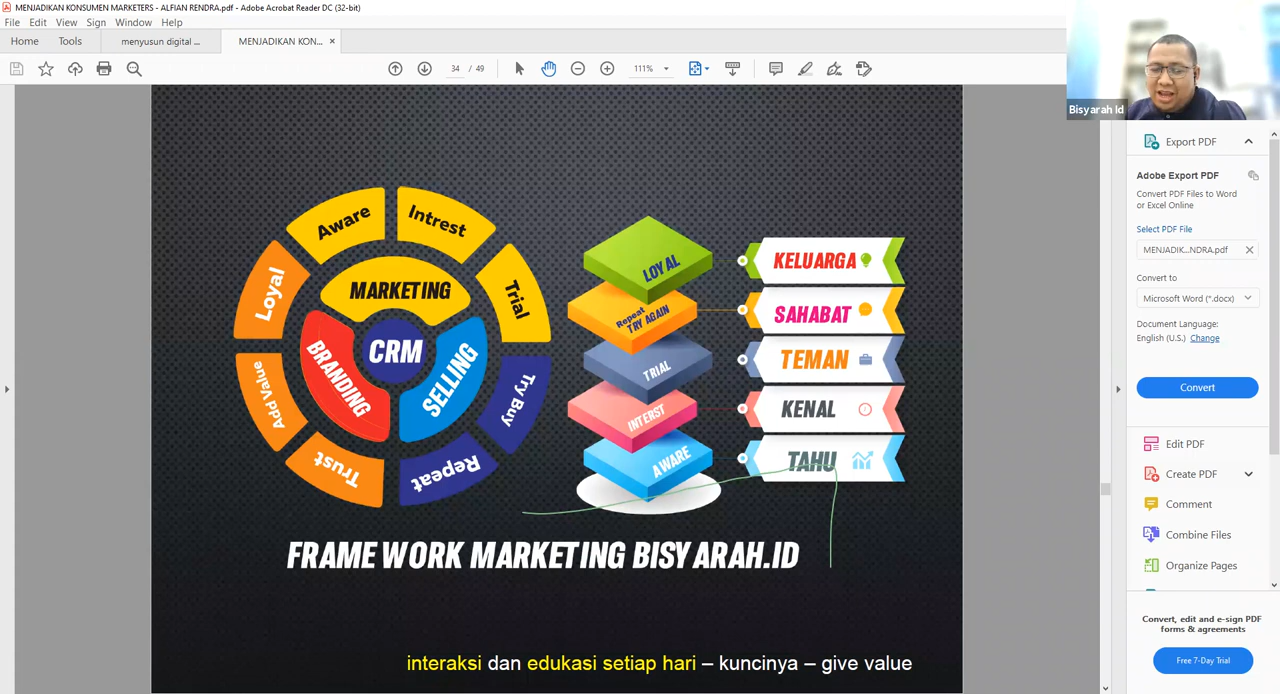 MENJADIKAN KONSUMEN MARKETERS - ALFIAN RENDRA.pdf - Adobe Acrobat Reader DC (32-bit)
File Edit View Sign Window Help
Home Tools menyusun digital ... MENJADIKAN KON... ×
34 / 49 111%
Bisyarah Id
Aware
Intrest
Trial
Try Buy
Repeat
Trust
Add Value
Loyal
MARKETING
SELLING
BRANDING
CRM
LOYAL KELUARGA
Repeat
TRY AGAIN SAHABAT
TRIAL TEMAN
INTERST KENAL
AWARE TAHU
FRAME WORK MARKETING BISYARAH.ID
interaksi dan edukasi setiap hari – kuncinya – give value
Export PDF
Adobe Export PDF
Convert PDF Files to Word
or Excel Online
Select PDF File
MENJADIK...NDRA.pdf
Convert to
Microsoft Word (*.docx)
Document Language:
English (U.S.) Change
Convert
Edit PDF
Create PDF
Comment
Combine Files
Organize Pages
Convert, edit and e-sign PDF
forms & agreements
Free 7-Day Trial